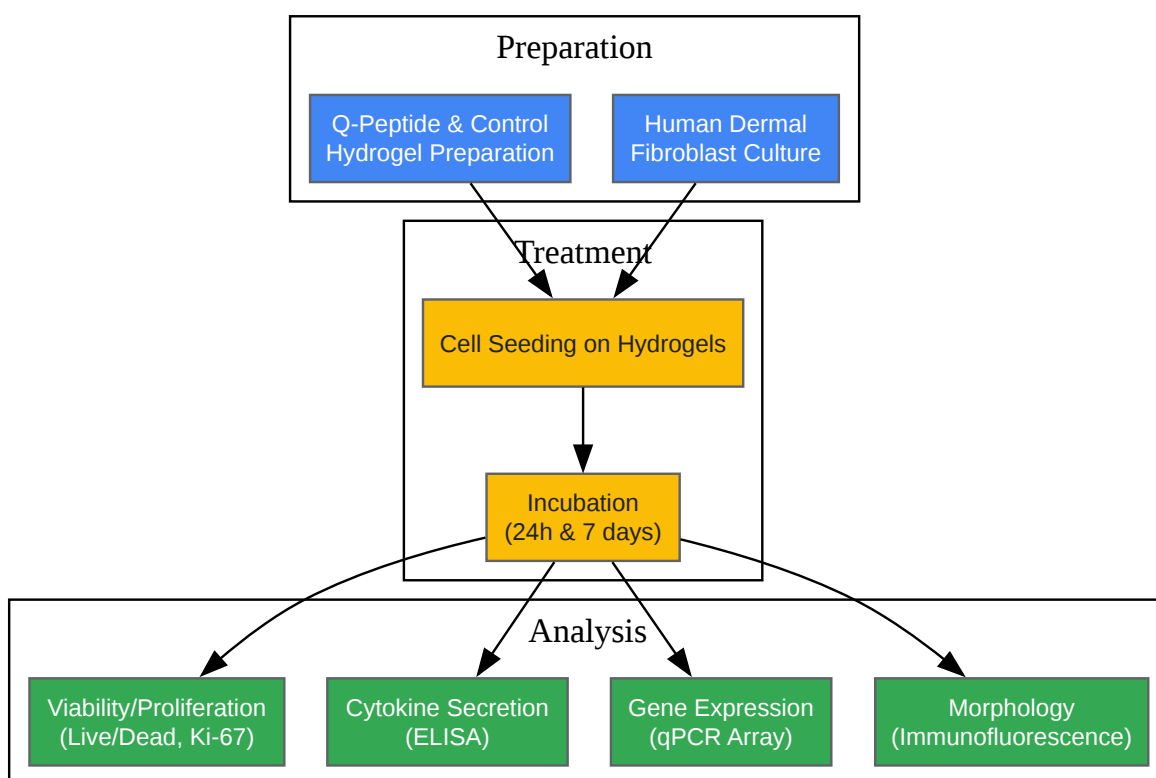 Preparation
Q-Peptide & Control
Hydrogel Preparation
Human Dermal
Fibroblast Culture
Treatment
Cell Seeding on Hydrogels
Incubation
(24h & 7 days)
Analysis
Viability/Proliferation
(Live/Dead, Ki-67)
Cytokine Secretion
(ELISA)
Gene Expression
(qPCR Array)
Morphology
(Immunofluorescence)